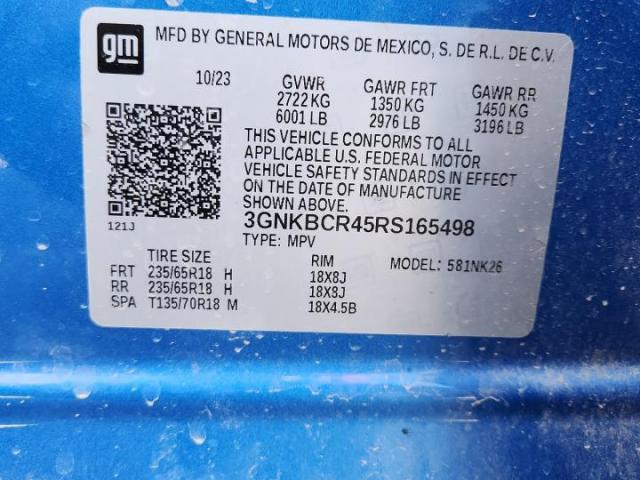 gm MFD BY GENERAL MOTORS DE MEXICO, S. DE R.L. DE C.V.
10/23 GVWR GAWR FRT GAWR RR
2722 KG 1350 KG 1450 KG
6001 LB 2976 LB 3196 LB
THIS VEHICLE CONFORMS TO ALL
APPLICABLE U.S. FEDERAL MOTOR
VEHICLE SAFETY STANDARDS IN EFFECT
ON THE DATE OF MANUFACTURE
SHOWN ABOVE.
121J 3GNKBCR45RS165498
TYPE: MPV
TIRE SIZE RIM MODEL: 581NK26
FRT 235/65R18 H 18X8J
RR 235/65R18 H 18X8J
SPA T135/70R18 M 18X4.5B